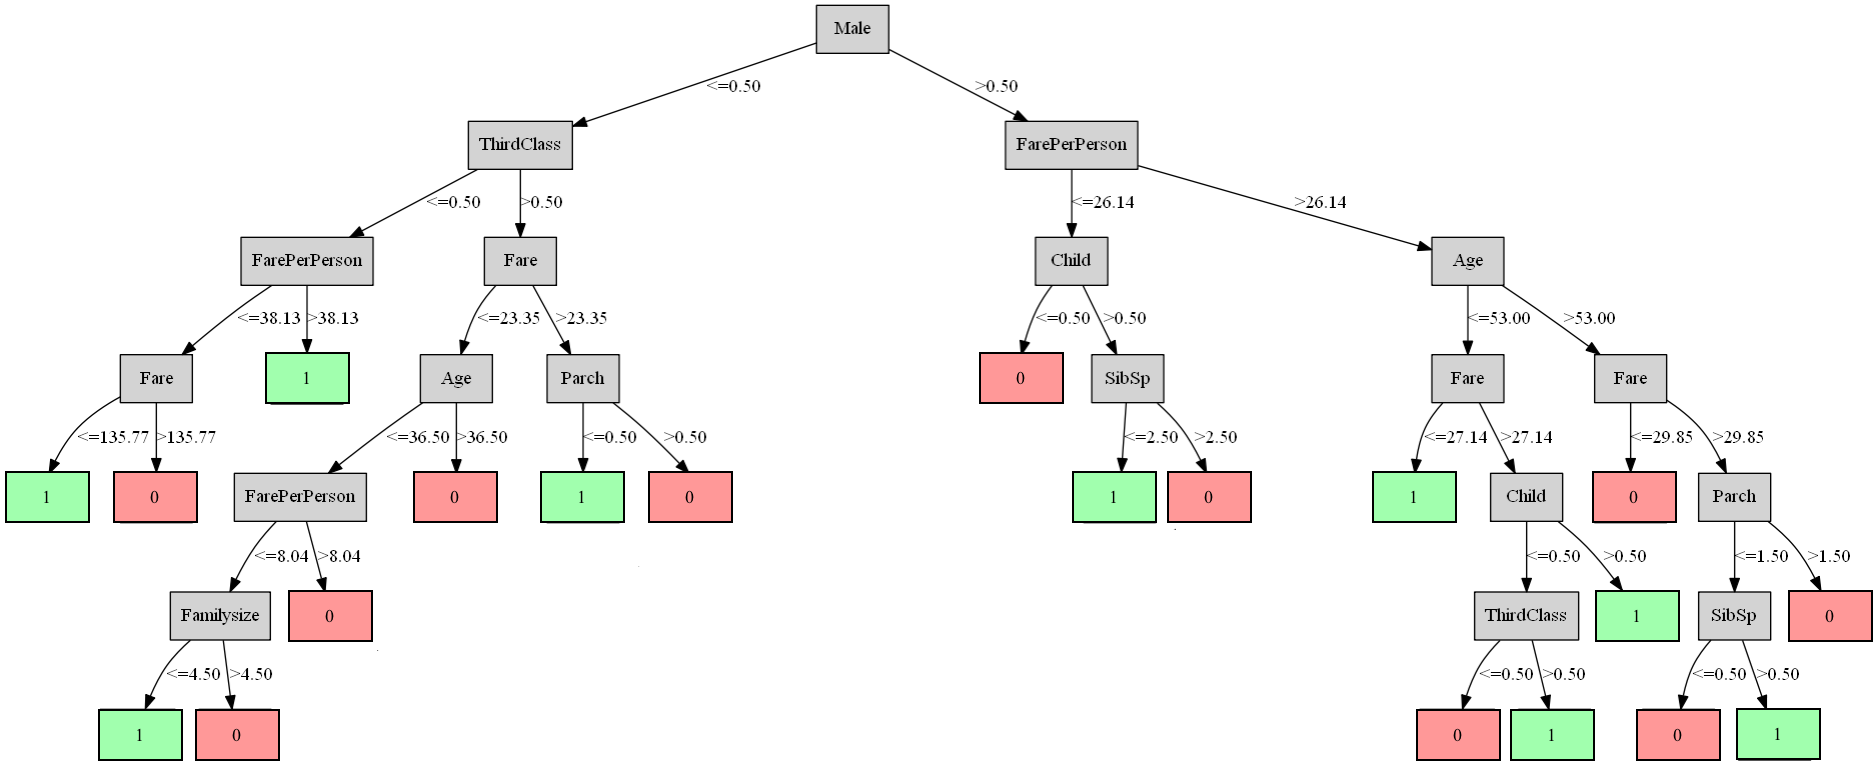 Male
<=0.50 >0.50
ThirdClass FarePerPerson
<=0.50 >0.50 <=26.14 >26.14
FarePerPerson Fare Child Age
<=38.13 >38.13 <=23.35 >23.35 <=0.50 >0.50 <=53.00 >53.00
Fare 1 Age Parch 0 SibSp Fare Fare
<=135.77 >135.77 <=36.50 >36.50 <=0.50 >0.50 <=2.50 >2.50 <=27.14 >27.14 <=29.85 >29.85
1 0 FarePerPerson 0 1 0 1 0 1 Child 0 Parch
<=8.04 >8.04 <=0.50 >0.50 <=1.50 >1.50
Familysize 0 ThirdClass 1 SibSp 0
<=4.50 >4.50 <=0.50 >0.50 <=0.50 >0.50
1 0 0 1 0 1